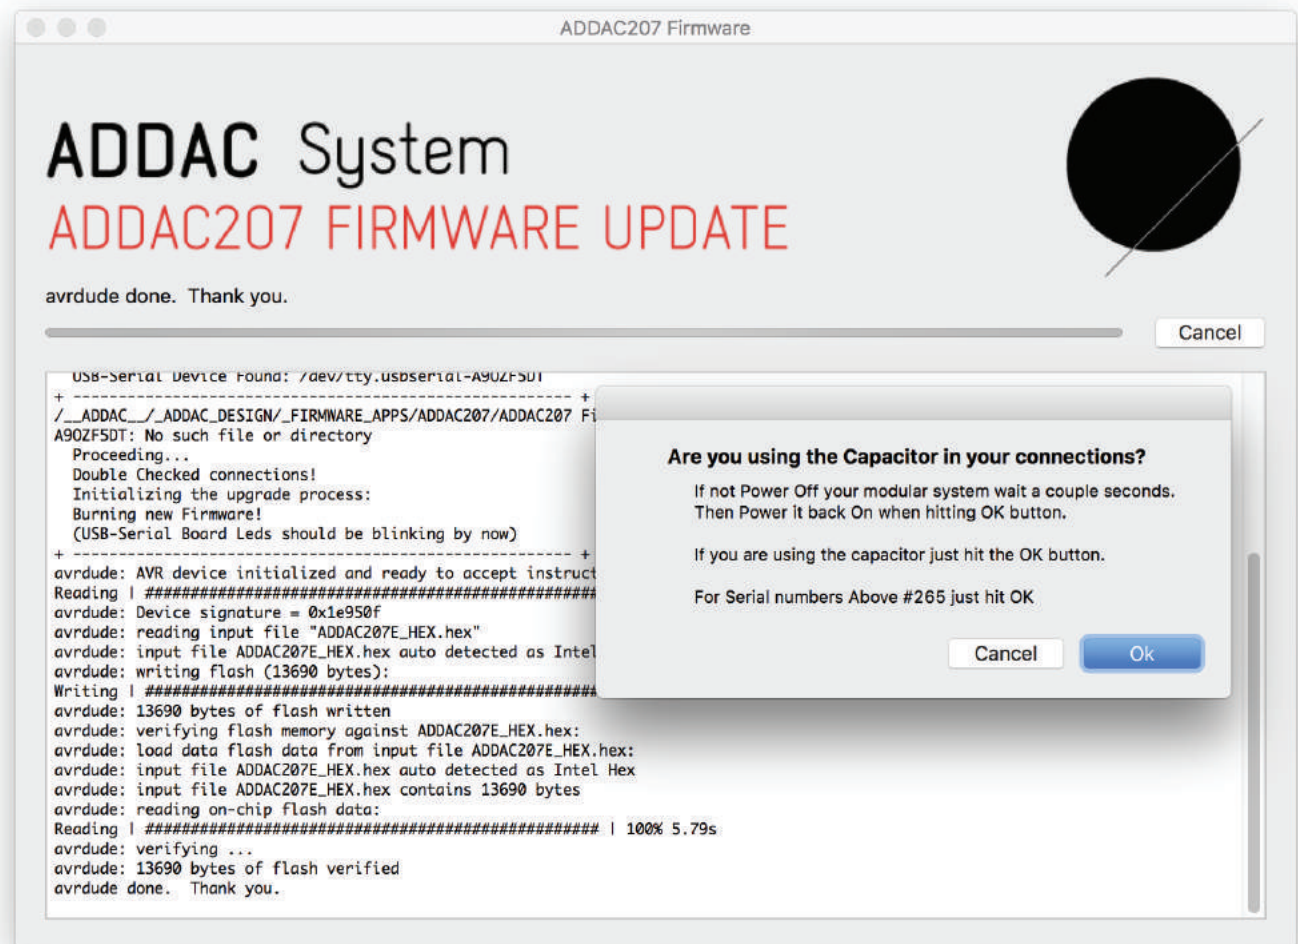 ADDAC207 Firmware
ADDAC System
ADDAC207 FIRMWARE UPDATE
avrdude done.  Thank you.
Cancel
USB-Serial Device Found: /dev/tty.usbserial-A9OZF5DT
+ ------------------------------------------------------- +
/__ADDAC__/_ADDAC_DESIGN/_FIRMWARE_APPS/ADDAC207/ADDAC207 Fi
A9OZF5DT: No such file or directory
Proceeding...
Double Checked connections!
Initializing the upgrade process:
Burning new Firmware!
(USB-Serial Board Leds should be blinking by now)
+ ------------------------------------------------------- +
avrdude: AVR device initialized and ready to accept instruct
Reading | ##################################################
avrdude: Device signature = 0x1e950f
avrdude: reading input file "ADDAC207E_HEX.hex"
avrdude: input file ADDAC207E_HEX.hex auto detected as Intel
avrdude: writing flash (13690 bytes):
Writing | ##################################################
avrdude: 13690 bytes of flash written
avrdude: verifying flash memory against ADDAC207E_HEX.hex:
avrdude: load data flash data from input file ADDAC207E_HEX.hex:
avrdude: input file ADDAC207E_HEX.hex auto detected as Intel Hex
avrdude: input file ADDAC207E_HEX.hex contains 13690 bytes
avrdude: reading on-chip flash data:
Reading | ################################################## | 100% 5.79s
avrdude: verifying ...
avrdude: 13690 bytes of flash verified
avrdude done.  Thank you.
Are you using the Capacitor in your connections?
If not Power Off your modular system wait a couple seconds.
Then Power it back On when hitting OK button.
If you are using the capacitor just hit the OK button.
For Serial numbers Above #265 just hit OK
Cancel
Ok